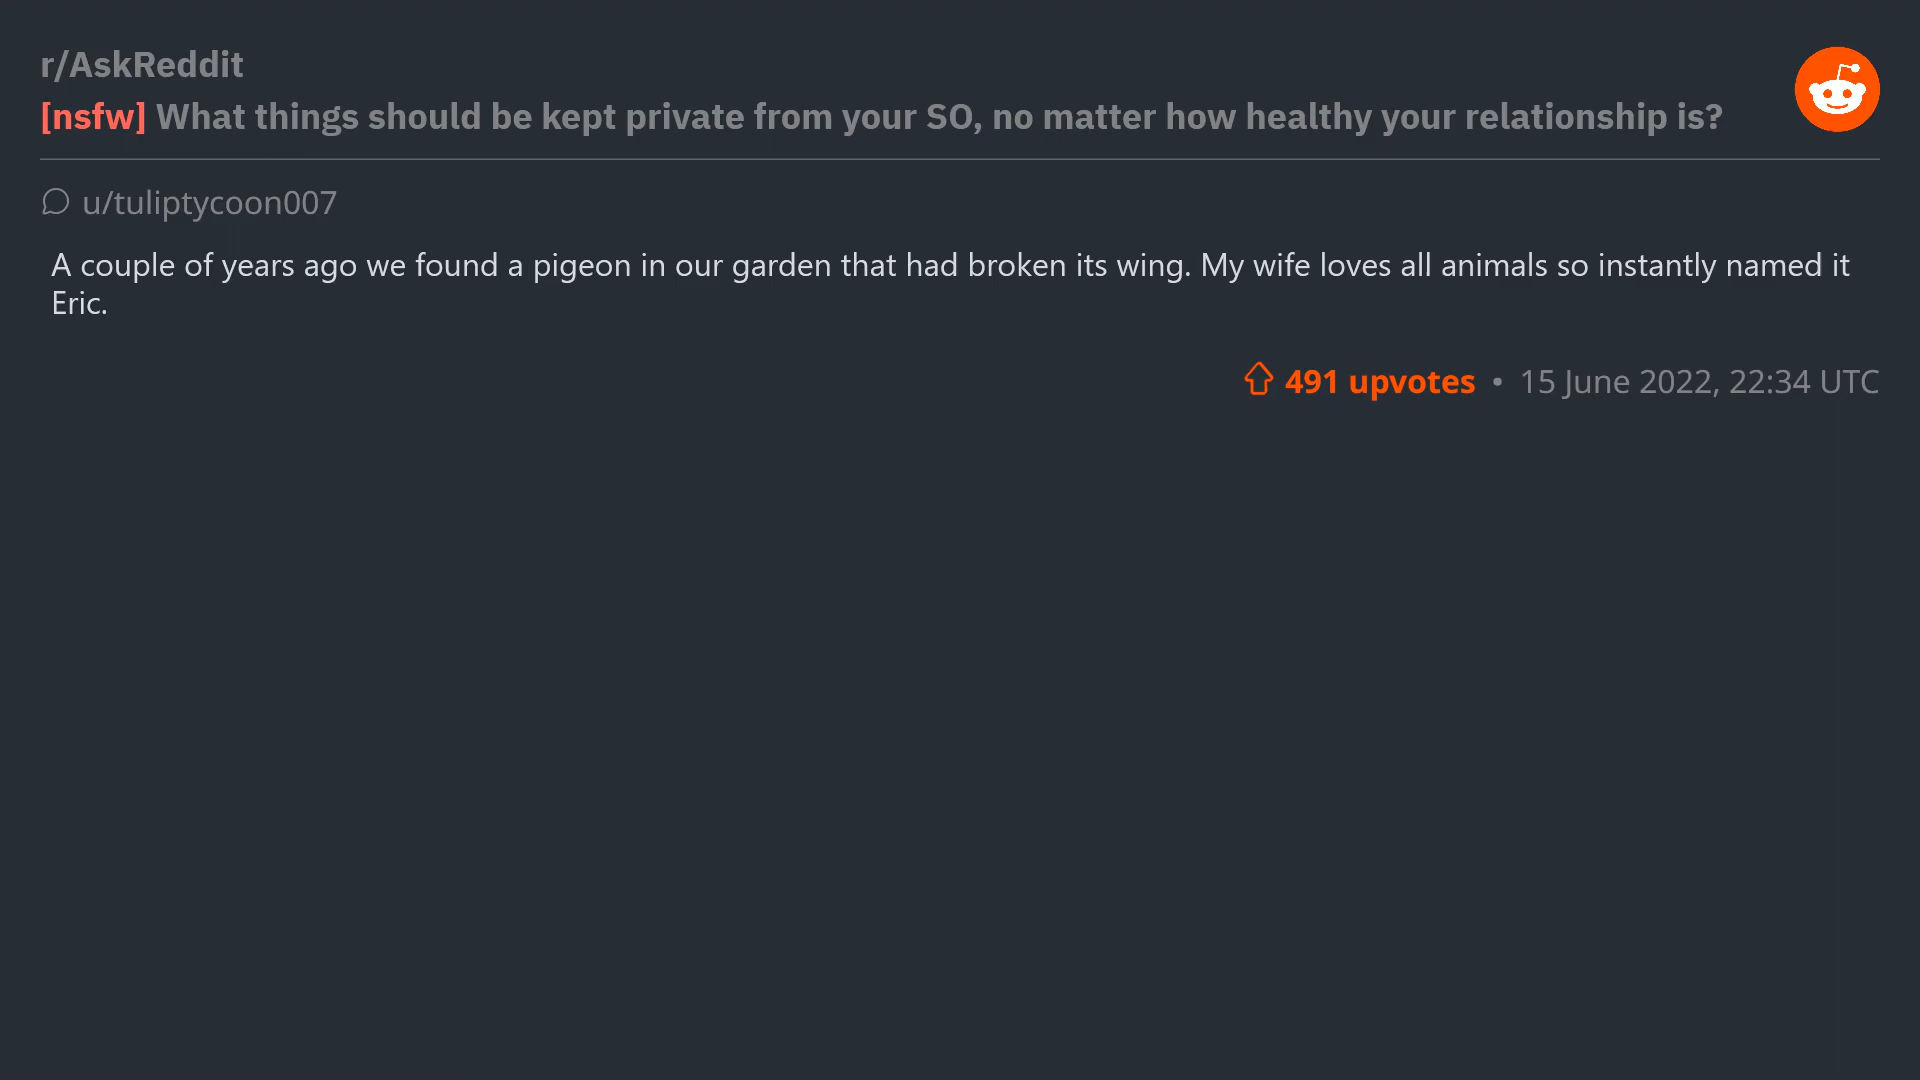 r/AskReddit
[nsfw] What things should be kept private from your SO, no matter how healthy your relationship is?
u/tuliptycoon007
A couple of years ago we found a pigeon in our garden that had broken its wing. My wife loves all animals so instantly named it
Eric.
491 upvotes • 15 June 2022, 22:34 UTC